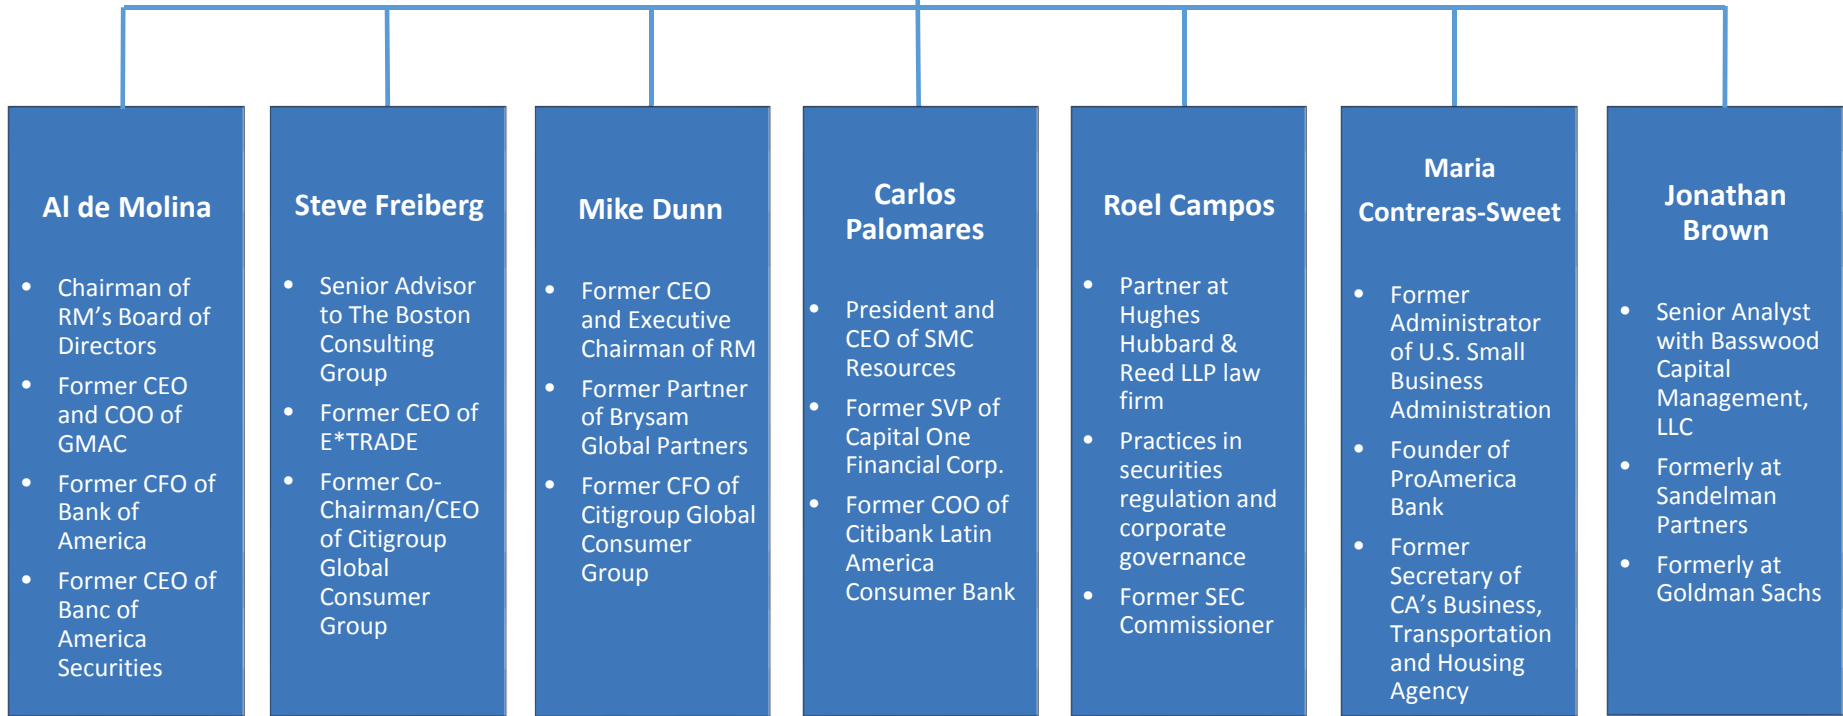 Al de Molina
• Chairman of
RM’s Board of
Directors
• Former CEO
and COO of
GMAC
• Former CFO of
Bank of
America
• Former CEO of
Banc of
America
Securities
Steve Freiberg
• Senior Advisor
to The Boston
Consulting
Group
• Former CEO of
E*TRADE
• Former Co-
Chairman/CEO
of Citigroup
Global
Consumer
Group
Mike Dunn
• Former CEO
and Executive
Chairman of RM
• Former Partner
of Brysam
Global Partners
• Former CFO of
Citigroup Global
Consumer
Group
Carlos
Palomares
• President and
CEO of SMC
Resources
• Former SVP of
Capital One
Financial Corp.
• Former COO of
Citibank Latin
America
Consumer Bank
Roel Campos
• Partner at
Hughes
Hubbard &
Reed LLP law
firm
• Practices in
securities
regulation and
corporate
governance
• Former SEC
Commissioner
Maria
Contreras-Sweet
• Former
Administrator
of U.S. Small
Business
Administration
• Founder of
ProAmerica
Bank
• Former
Secretary of
CA’s Business,
Transportation
and Housing
Agency
Jonathan
Brown
• Senior Analyst
with Basswood
Capital
Management,
LLC
• Formerly at
Sandelman
Partners
• Formerly at
Goldman Sachs